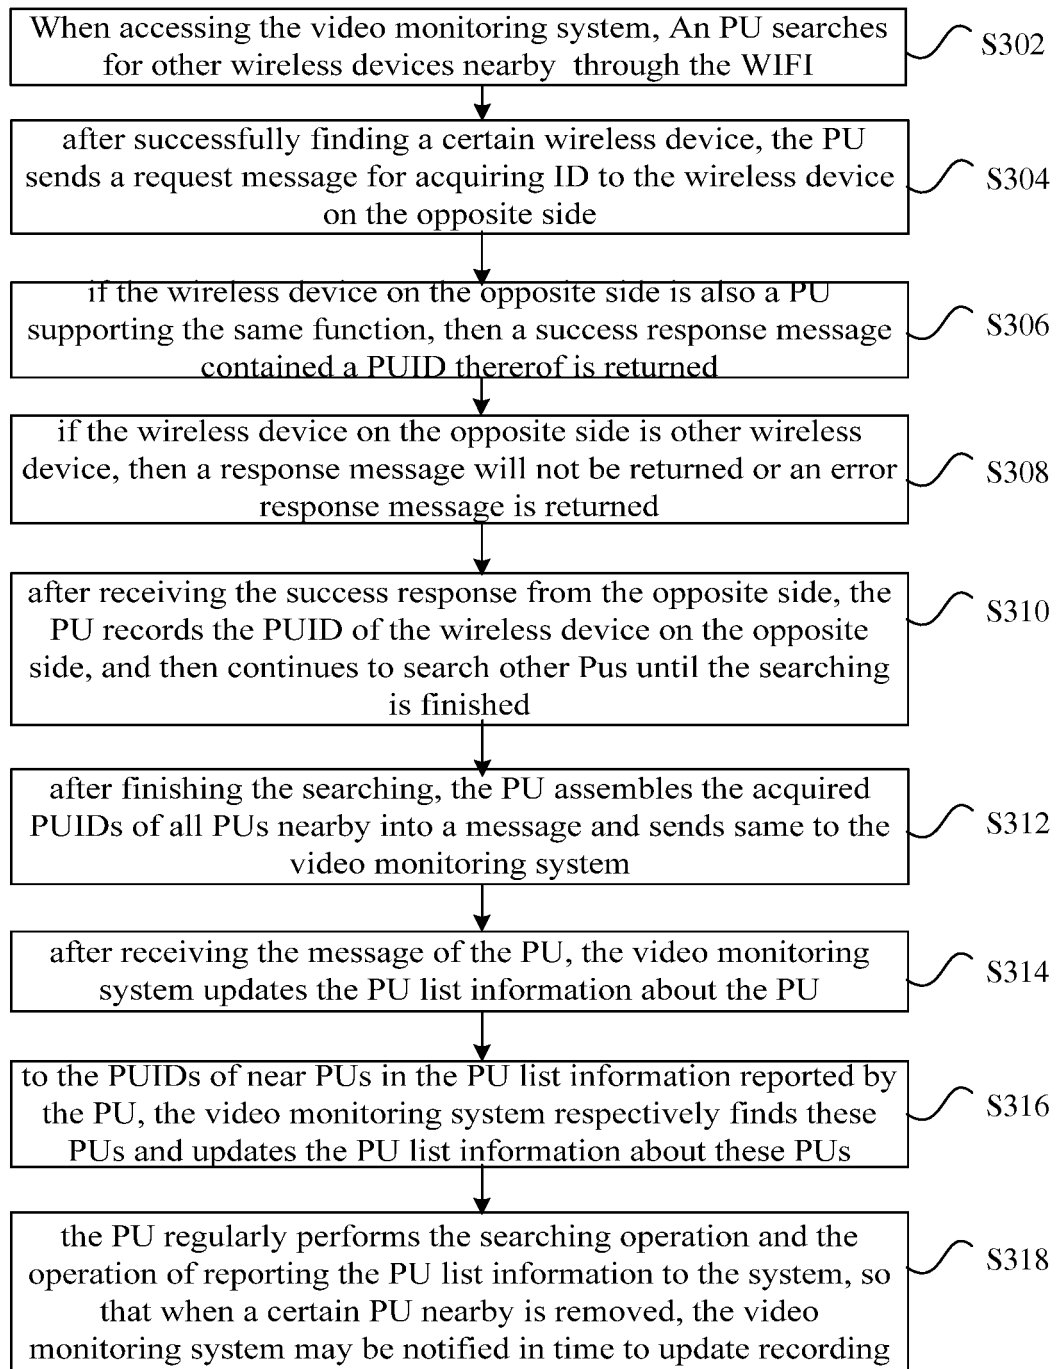 When accessing the video monitoring system, An PU searches
for other wireless devices nearby through the WIFI
S302
after successfully finding a certain wireless device, the PU
sends a request message for acquiring ID to the wireless device
on the opposite side
S304
if the wireless device on the opposite side is also a PU
supporting the same function, then a success response message
contained a PUID thererof is returned
S306
if the wireless device on the opposite side is other wireless
device, then a response message will not be returned or an error
response message is returned
S308
after receiving the success response from the opposite side, the
PU records the PUID of the wireless device on the opposite
side, and then continues to search other Pus until the searching
is finished
S310
after finishing the searching, the PU assembles the acquired
PUIDs of all PUs nearby into a message and sends same to the
video monitoring system
S312
after receiving the message of the PU, the video monitoring
system updates the PU list information about the PU
S314
to the PUIDs of near PUs in the PU list information reported by
the PU, the video monitoring system respectively finds these
PUs and updates the PU list information about these PUs
S316
the PU regularly performs the searching operation and the
operation of reporting the PU list information to the system, so
that when a certain PU nearby is removed, the video
monitoring system may be notified in time to update recording
S318